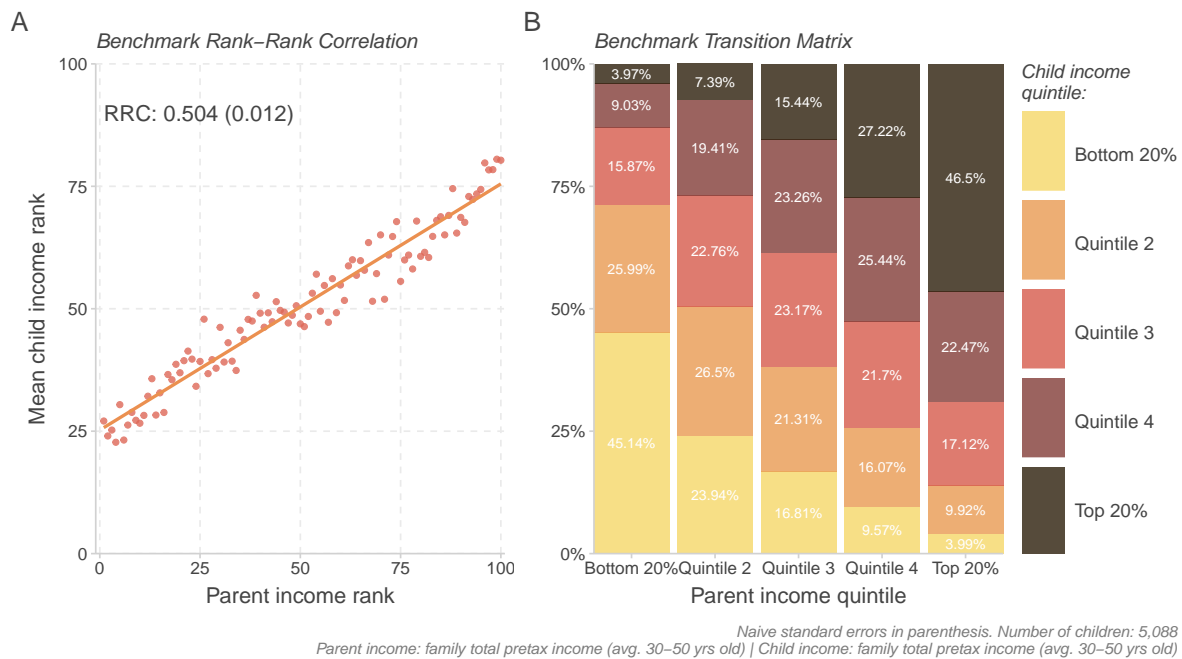 A
Benchmark Rank−Rank Correlation
100
75
50
25
0
RRC: 0.504 (0.012)
Mean child income rank
0
25
50
75
100
Parent income rank
B
Benchmark Transition Matrix
100%
75%
50%
25%
0%
3.97%
9.03%
15.87%
25.99%
45.14%
7.39%
19.41%
22.76%
26.5%
23.94%
15.44%
23.26%
23.17%
21.31%
16.81%
27.22%
25.44%
21.7%
16.07%
9.57%
46.5%
22.47%
17.12%
9.92%
3.99%
Bottom 20%
Quintile 2
Quintile 3
Quintile 4
Top 20%
Parent income quintile
Child income
quintile:
Bottom 20%
Quintile 2
Quintile 3
Quintile 4
Top 20%
Naive standard errors in parenthesis. Number of children: 5,088
Parent income: family total pretax income (avg. 30−50 yrs old) | Child income: family total pretax income (avg. 30−50 yrs old)